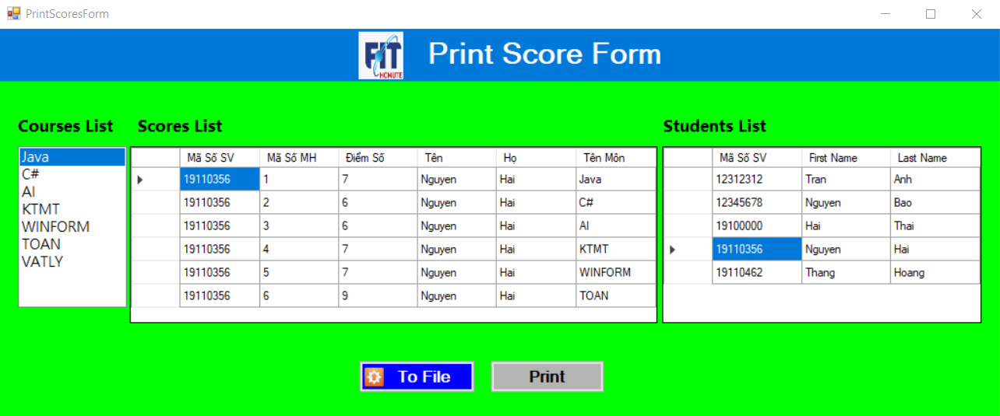 PrintScoresForm
FIT
HCMUTE
Print Score Form
Courses List
Java
C#
AI
KTMT
WINFORM
TOAN
VATLY
Scores List
Mã Số SV Mã Số MH Điểm Số Tên Họ Tên Môn
19110356 1 7 Nguyen Hai Java
19110356 2 6 Nguyen Hai C#
19110356 3 6 Nguyen Hai AI
19110356 4 7 Nguyen Hai KTMT
19110356 5 7 Nguyen Hai WINFORM
19110356 6 9 Nguyen Hai TOAN
Students List
Mã Số SV First Name Last Name
12312312 Tran Anh
12345678 Nguyen Bao
19100000 Hai Thai
19110356 Nguyen Hai
19110462 Thang Hoang
To File
Print